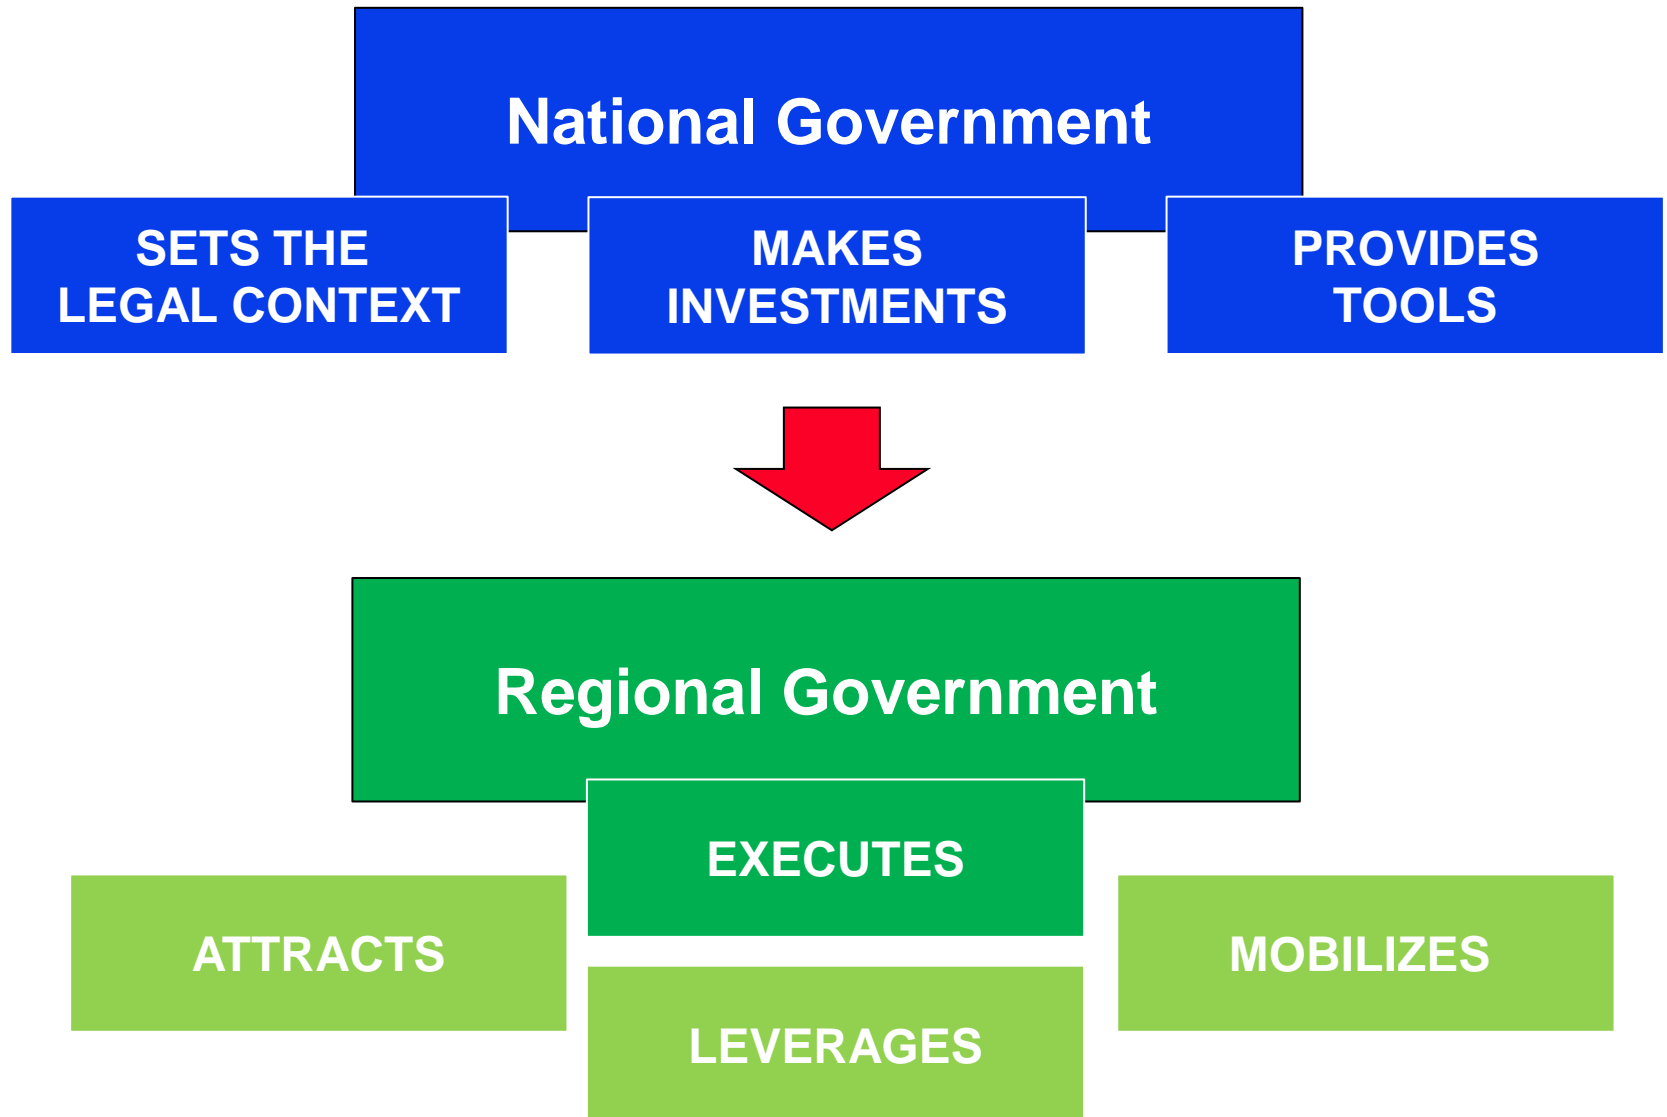 National Government
SETS THE
LEGAL CONTEXT
MAKES
INVESTMENTS
PROVIDES
TOOLS
Regional Government
EXECUTES
ATTRACTS
MOBILIZES
LEVERAGES